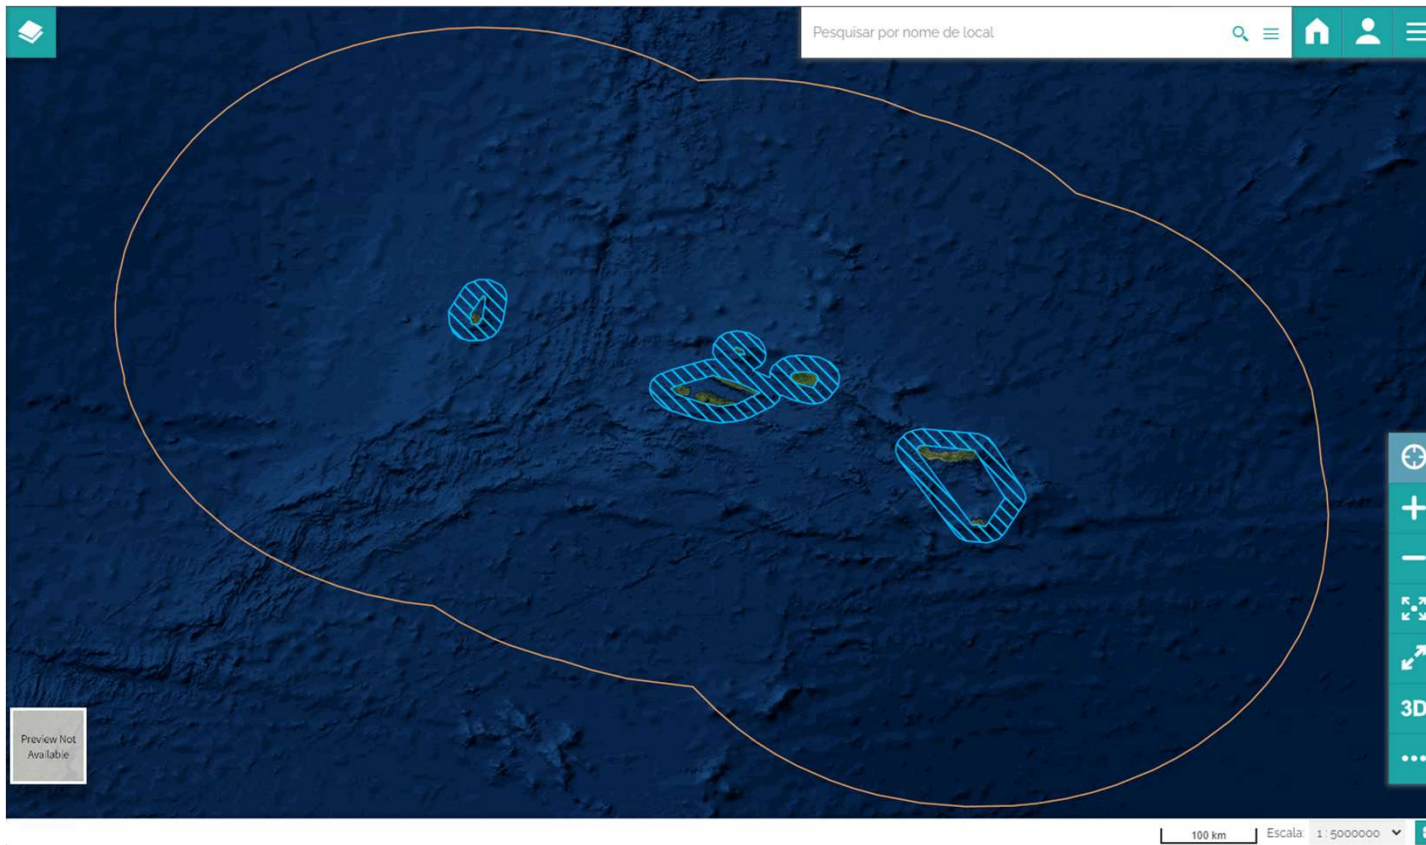 Pesquisar por nome de local
3D
Preview Not
Available
100 km
Escala:
1 : 5000000